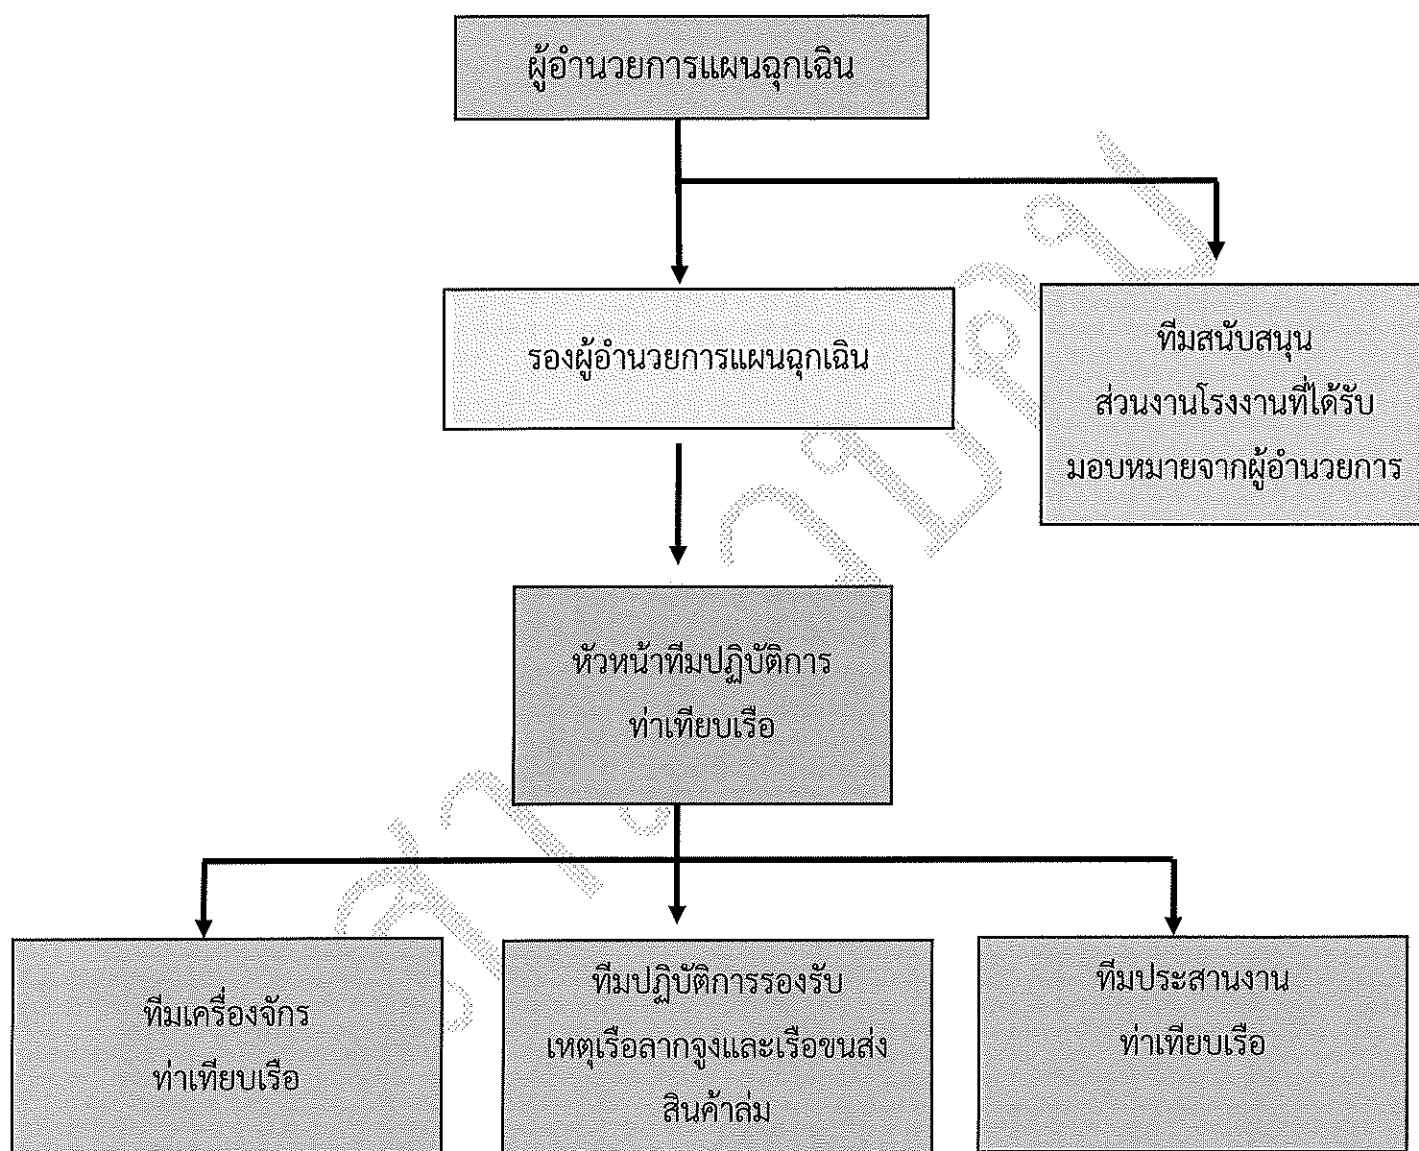 ผู้อำนวยการแผนฉุกเฉิน
รองผู้อำนวยการแผนฉุกเฉิน
ทีมสนับสนุน
ส่วนงานโรงงานที่ได้รับ
มอบหมายจากผู้อำนวยการ
หัวหน้าทีมปฏิบัติการ
ท่าเทียบเรือ
ทีมเครื่องจักร
ท่าเทียบเรือ
ทีมปฏิบัติการรองรับ
เหตุเรือลากจูงและเรือขนส่ง
สินค้าล่ม
ทีมประสานงาน
ท่าเทียบเรือ